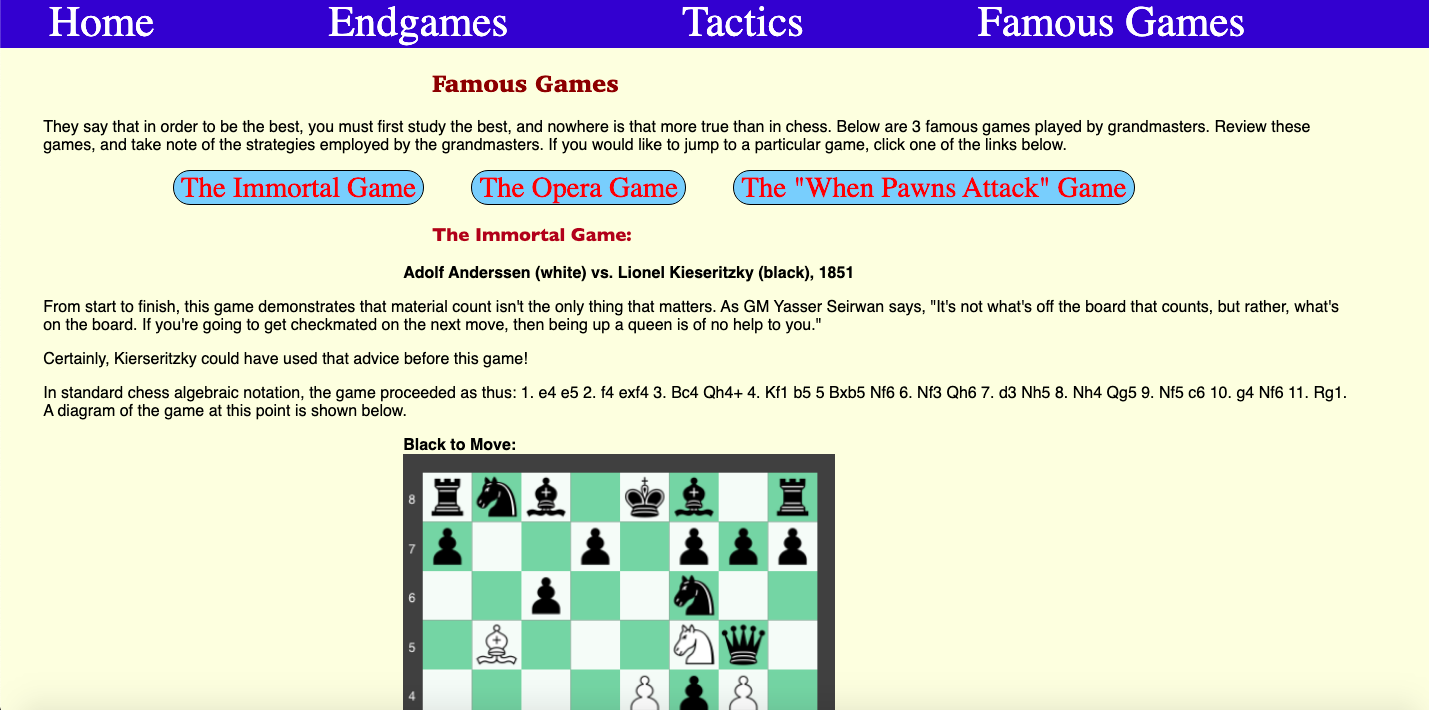 Home Endgames Tactics Famous Games
Famous Games
They say that in order to be the best, you must first study the best, and nowhere is that more true than in chess. Below are 3 famous games played by grandmasters. Review these
games, and take note of the strategies employed by the grandmasters. If you would like to jump to a particular game, click one of the links below.
The Immortal Game The Opera Game The "When Pawns Attack" Game
The Immortal Game:
Adolf Anderssen (white) vs. Lionel Kieseritzky (black), 1851
From start to finish, this game demonstrates that material count isn't the only thing that matters. As GM Yasser Seirwan says, "It's not what's off the board that counts, but rather, what's
on the board. If you're going to get checkmated on the next move, then being up a queen is of no help to you."
Certainly, Kierseritzky could have used that advice before this game!
In standard chess algebraic notation, the game proceeded as thus: 1. e4 e5 2. f4 exf4 3. Bc4 Qh4+ 4. Kf1 b5 5 Bxb5 Nf6 6. Nf3 Qh6 7. d3 Nh5 8. Nh4 Qg5 9. Nf5 c6 10. g4 Nf6 11. Rg1.
A diagram of the game at this point is shown below.
Black to Move:
8
7
6
5
4